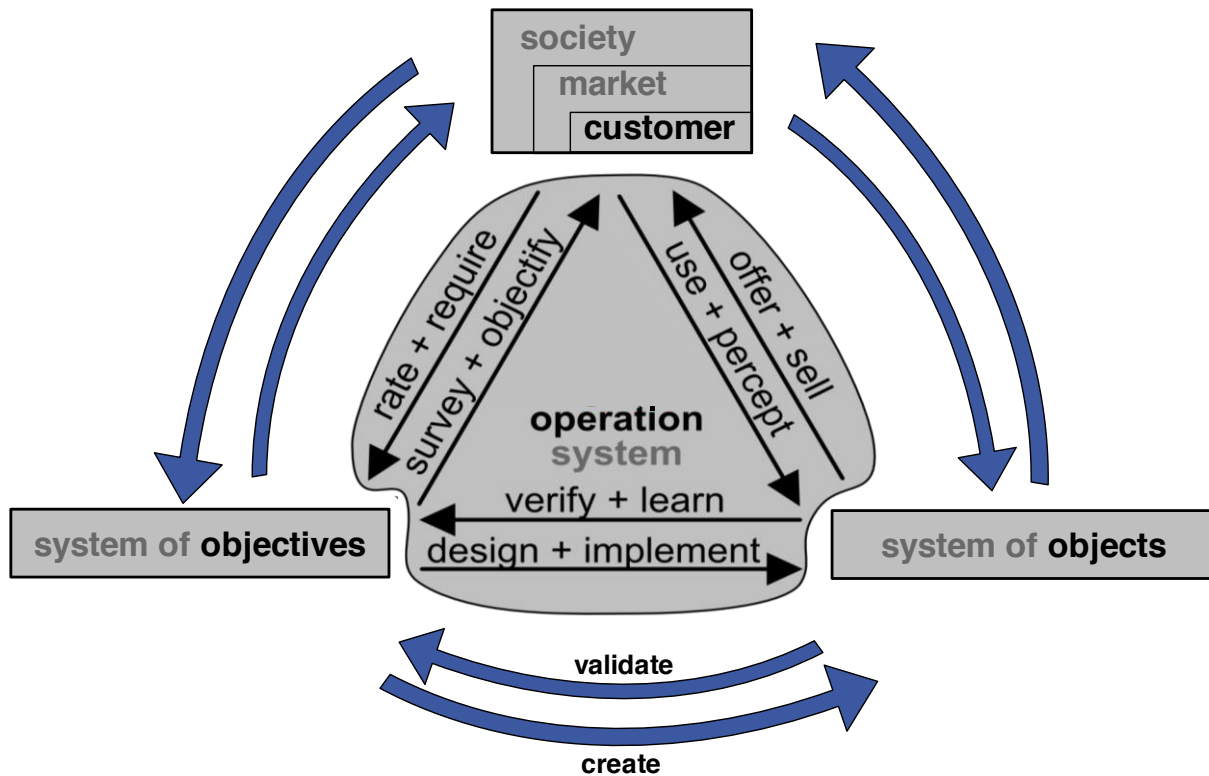 society
market
customer
rate + require
survey + objectify
use + percept
offer + sell
operation
system
verify + learn
design + implement
system of objectives
system of objects
validate
create